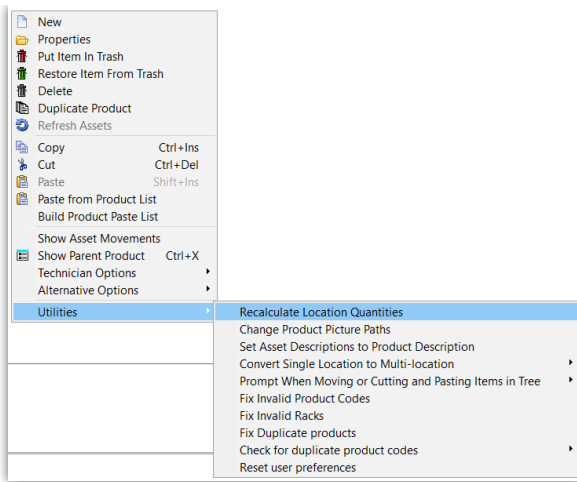 New
Properties
Put Item In Trash
Restore Item From Trash
Delete
Duplicate Product
Refresh Assets
Copy Ctrl+Ins
Cut Ctrl+Del
Paste Shift+Ins
Paste from Product List
Build Product Paste List
Show Asset Movements
Show Parent Product Ctrl+X
Technician Options
Alternative Options
Utilities
Recalculate Location Quantities
Change Product Picture Paths
Set Asset Descriptions to Product Description
Convert Single Location to Multi-location
Prompt When Moving or Cutting and Pasting Items in Tree
Fix Invalid Product Codes
Fix Invalid Racks
Fix Duplicate products
Check for duplicate product codes
Reset user preferences